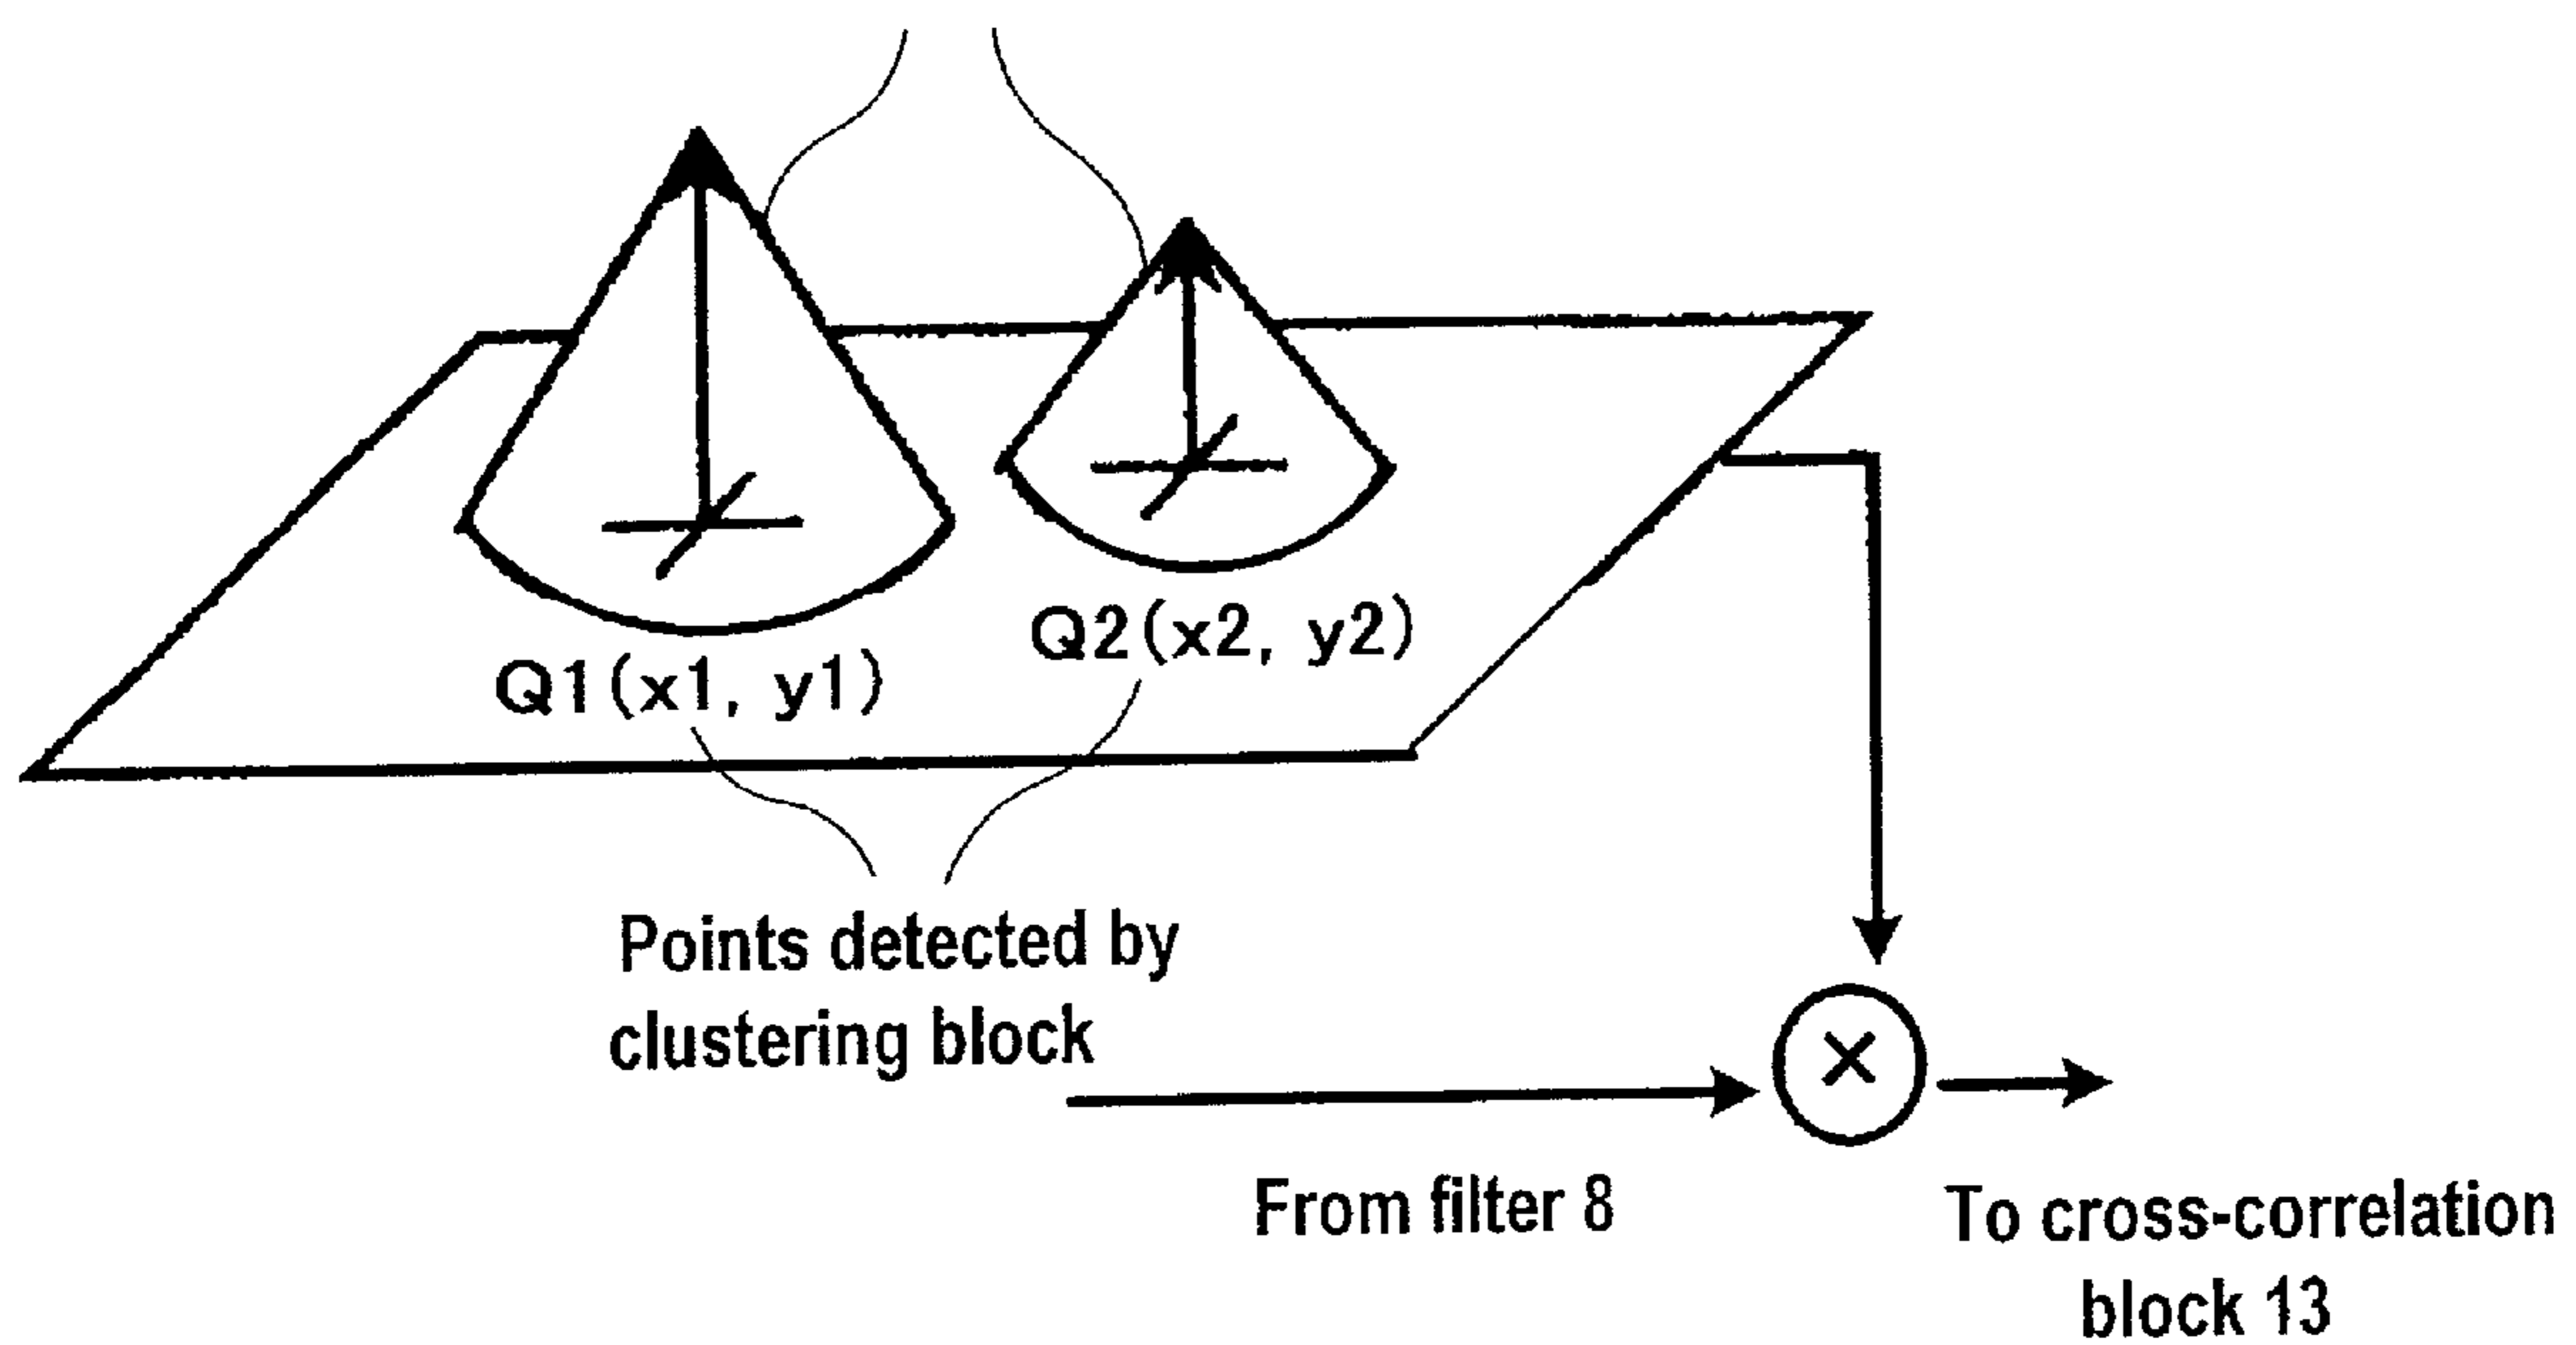 Q2(x2, y2)
Q1(x1, y1)
Points detected by
clustering block
×
From filter 8
To cross-correlation
block 13